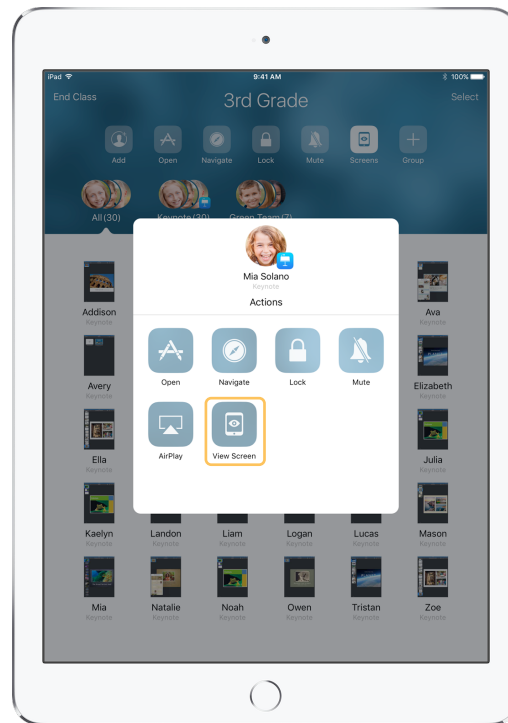 iPad 9:41 AM 100%
End Class 3rd Grade Select
Add Open Navigate Lock Mute Screens Group
All (30) Keynote (30) Green Team (7)
Mia Solano
Keynote
Actions
Open Navigate Lock Mute
AirPlay View Screen
Addison Ava
Keynote Keynote
Avery Elizabeth
Keynote Keynote
Ella Julia
Keynote Keynote
Kaelyn Landon Liam Logan Lucas Mason
Keynote Keynote Keynote Keynote Keynote Keynote
Mia Natalie Noah Owen Tristan Zoe
Keynote Keynote Keynote Keynote Keynote Keynote